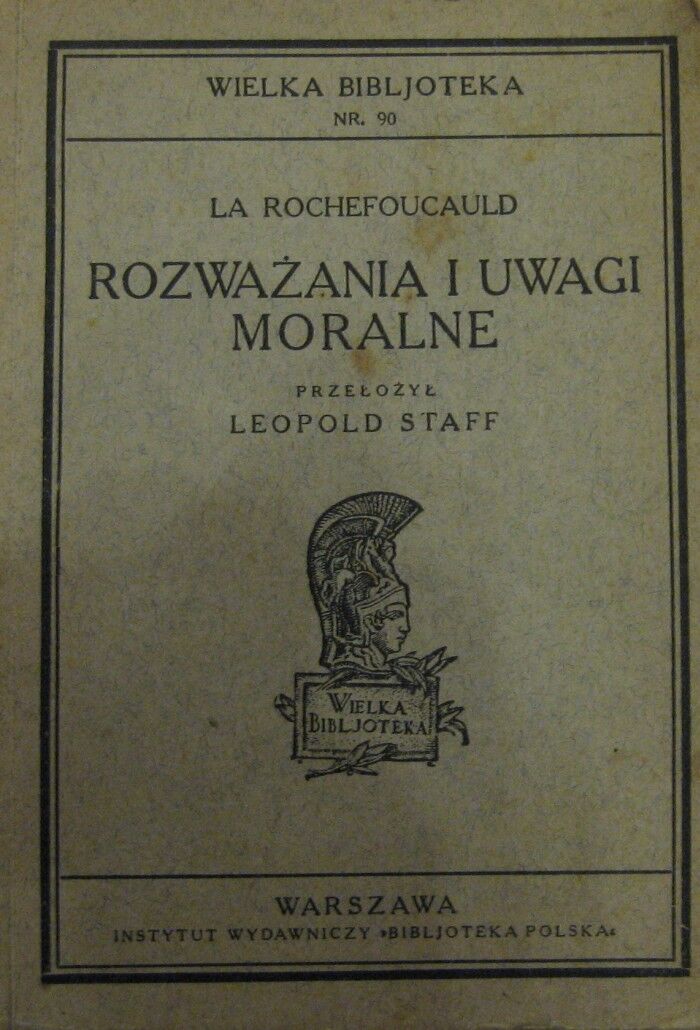 WIELKA BIBLJOTEKA
NR. 90
LA ROCHEFOUCAULD
ROZWAŻANIA I UWAGI
MORALNE
PRZEŁOŻYŁ
LEOPOLD STAFF
WIELKA
BIBLJOTEKA
WARSZAWA
INSTYTUT WYDAWNICZY »BIBLJOTEKA POLSKA«